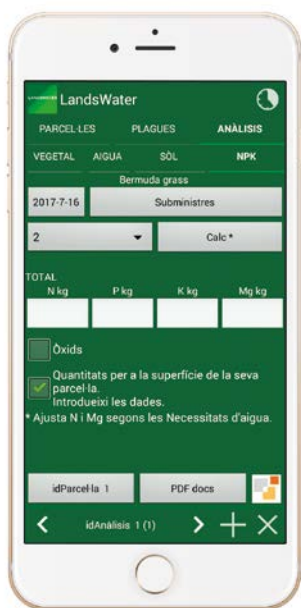 LandsWater
PARCEL·LES PLAGUES ANÀLISIS
VEGETAL AIGUA SÒL NPK
Bermuda grass
2017-7-16 Subministres
2 Calc *
TOTAL
N kg P kg K kg Mg kg
Òxids
Quantitats per a la superfície de la seva
parcel·la.
Introdueixi les dades.
* Ajusta N i Mg segons les Necessitats d'aigua.
idParcel·la 1 PDF docs
idAnàlisis 1 (1)